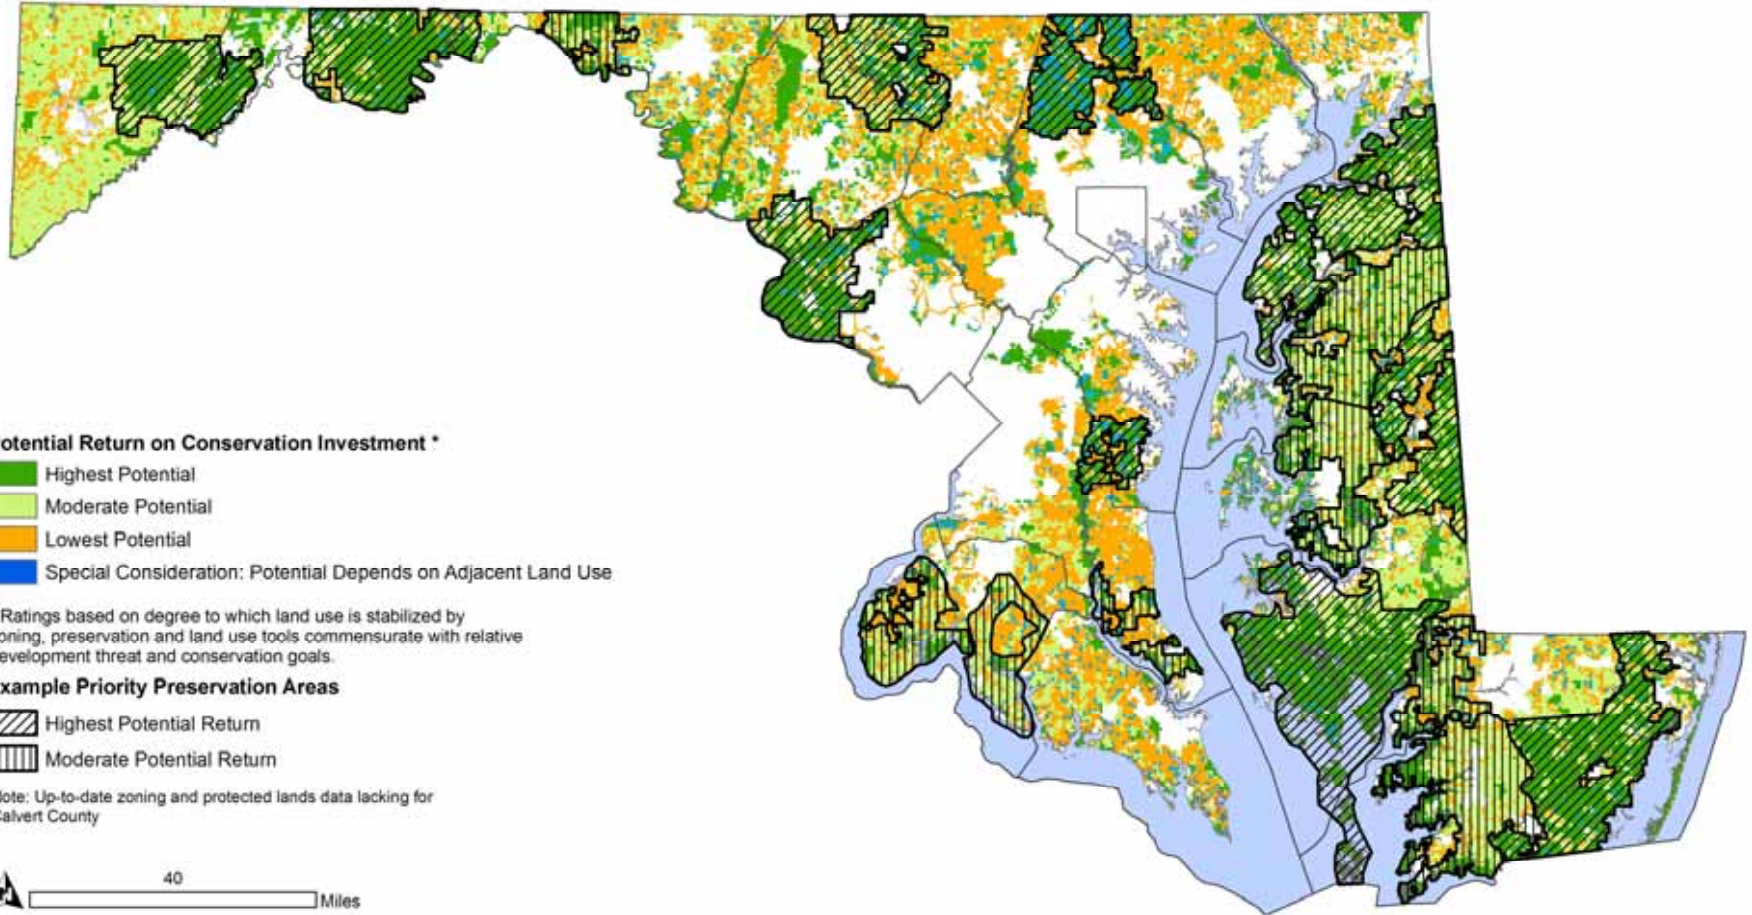 otential Return on Conservation Investment *
Highest Potential
Moderate Potential
Lowest Potential
Special Consideration: Potential Depends on Adjacent Land Use
Ratings based on degree to which land use is stabilized by
oning, preservation and land use tools commensurate with relative
evelopment threat and conservation goals.
xample Priority Preservation Areas
Highest Potential Return
Moderate Potential Return
ote: Up-to-date zoning and protected lands data lacking for
alvert County
40
Miles